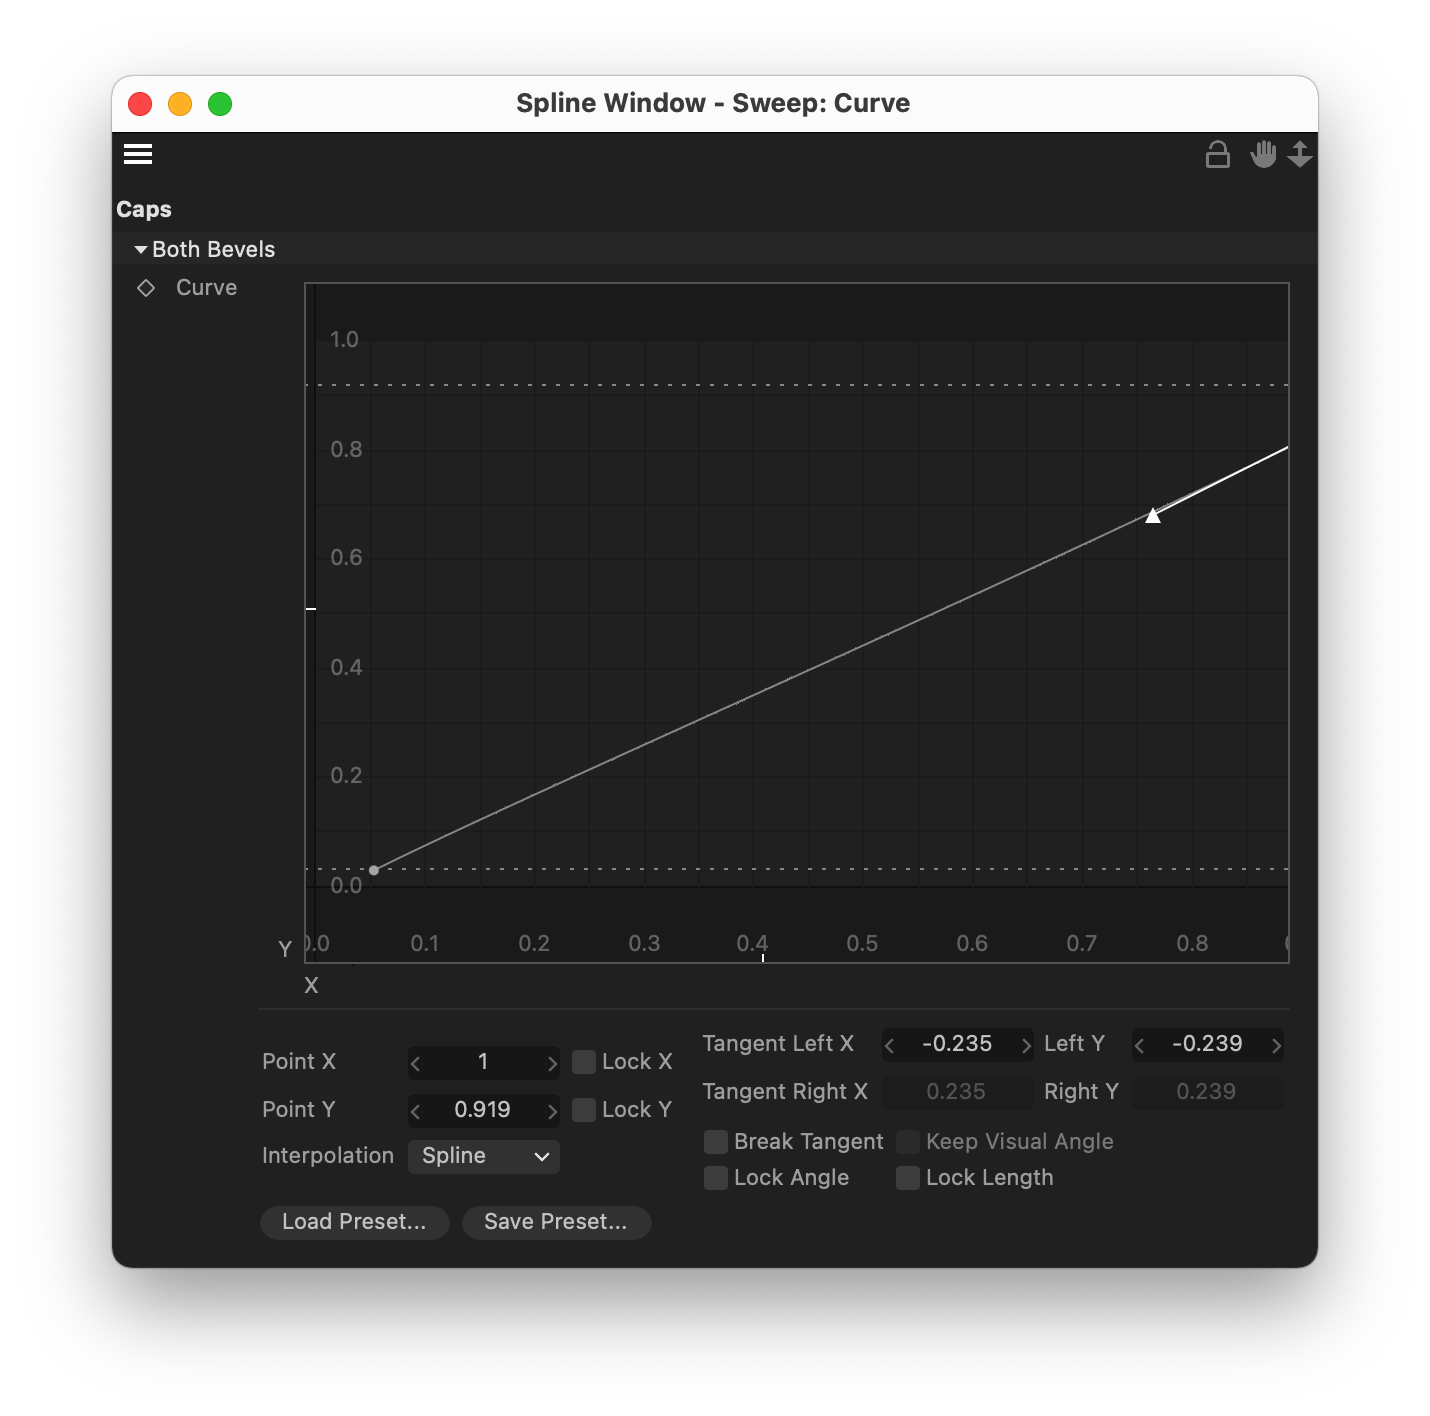 Spline Window - Sweep: Curve
Caps
Both Bevels
Curve
1.0
0.8
0.6
0.4
0.2
0.0
Y
0.0 0.1 0.2 0.3 0.4 0.5 0.6 0.7 0.8
X
Point X 1 Lock X
Point Y 0.919 Lock Y
Interpolation Spline
Tangent Left X -0.235 Left Y -0.239
Tangent Right X 0.235 Right Y 0.239
Break Tangent Keep Visual Angle
Lock Angle Lock Length
Load Preset... Save Preset...